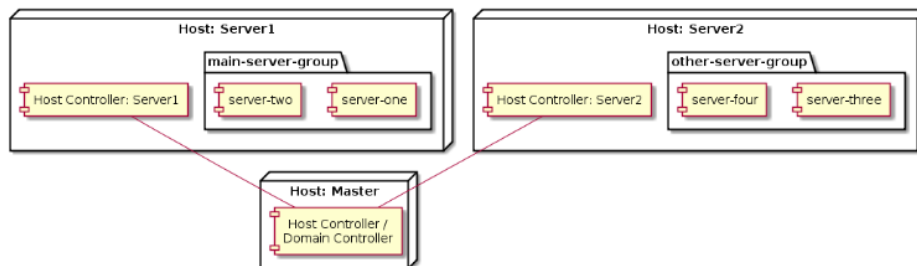 Host: Server1
main-server-group
Host Controller: Server1
server-two
server-one
Host: Server2
other-server-group
Host Controller: Server2
server-four
server-three
Host: Master
Host Controller /
Domain Controller